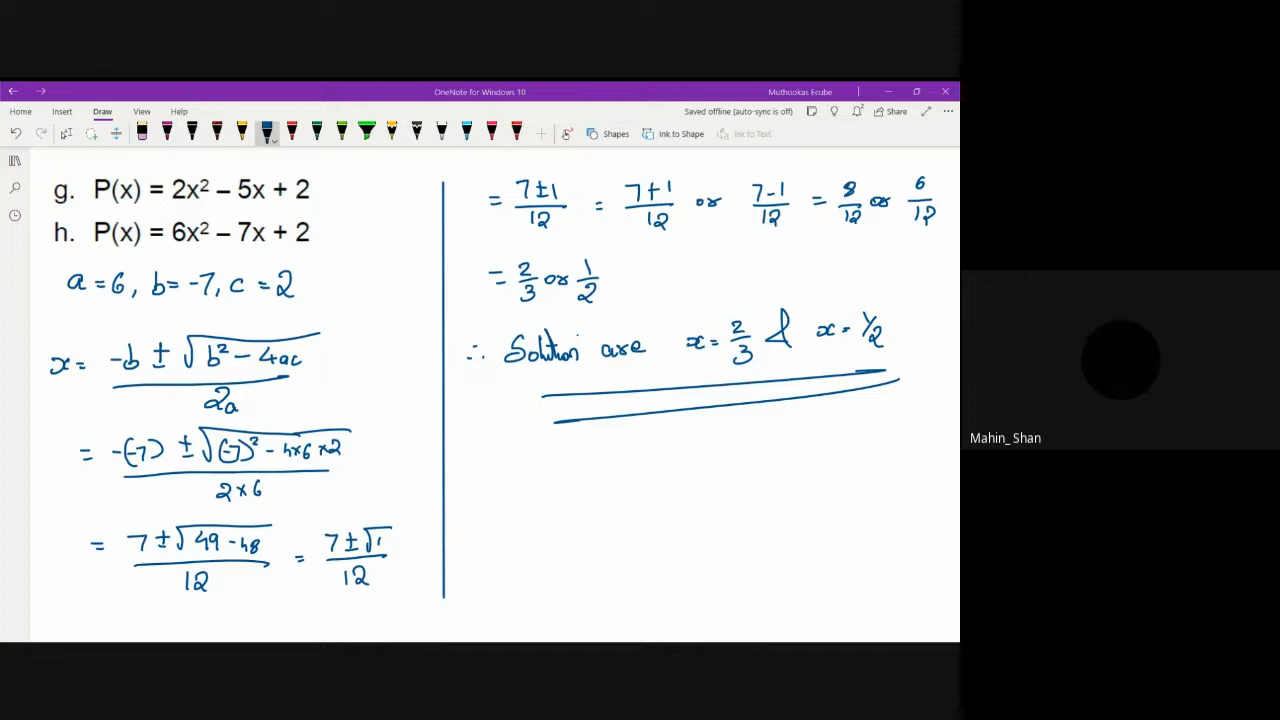 OneNote for Windows 10
Muthookas Ecube
Home Insert Draw View Help
Saved offline (auto-sync is off)
Share
Shapes
Ink to Shape
Ink to Text
g. P(x) = 2x² – 5x + 2
h. P(x) = 6x² – 7x + 2
a = 6, b = -7, c = 2
x = (-b ± √(b² - 4ac)) / 2a
= (-(-7) ± √((-7)² - 4×6×2)) / (2×6)
= (7 ± √(49 - 48)) / 12 = (7 ± √1) / 12
= (7±1)/12 = (7+1)/12 or (7-1)/12 = 8/12 or 6/12
= 2/3 or 1/2
∴ Solution are x = 2/3 & x = 1/2
Mahin_ Shan